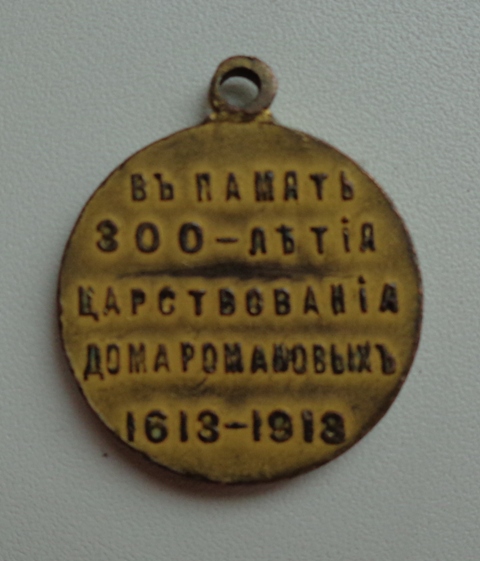 ВЪ ПАМЯТЬ
300-ЛѢТІЯ
ЦАРСТВОВАНІЯ
ДОМА РОМАНОВЫХЪ
1613-1913